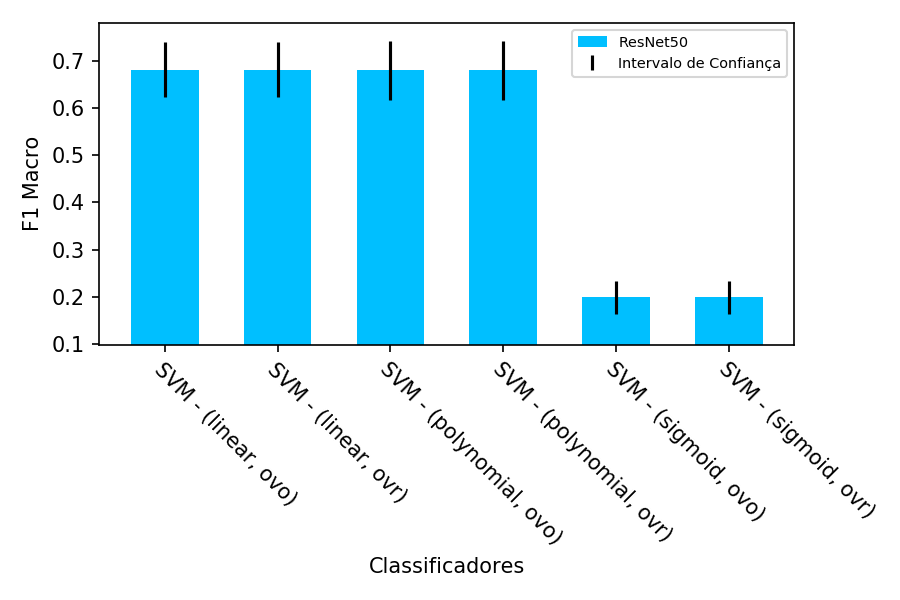 F1 Macro
0.7
0.6
0.5
0.4
0.3
0.2
0.1
ResNet50
Intervalo de Confiança
SVM - (linear, ovo)
SVM - (linear, ovr)
SVM - (polynomial, ovo)
SVM - (polynomial, ovr)
SVM - (sigmoid, ovo)
SVM - (sigmoid, ovr)
Classificadores